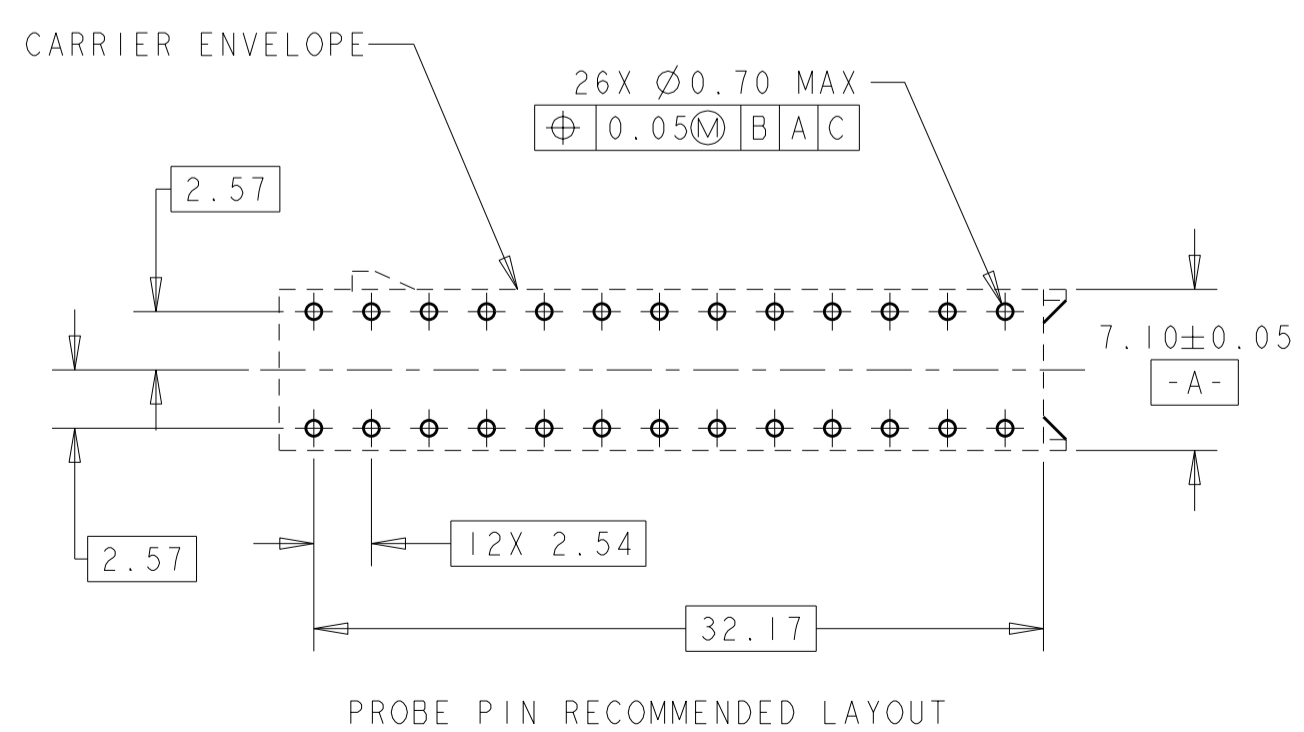 CARRIER ENVELOPE
26X Ø0.70 MAX
⌖ 0.05Ⓜ B A C
2.57
7.10±0.05
-A-
12X 2.54
2.57
32.17
PROBE PIN RECOMMENDED LAYOUT